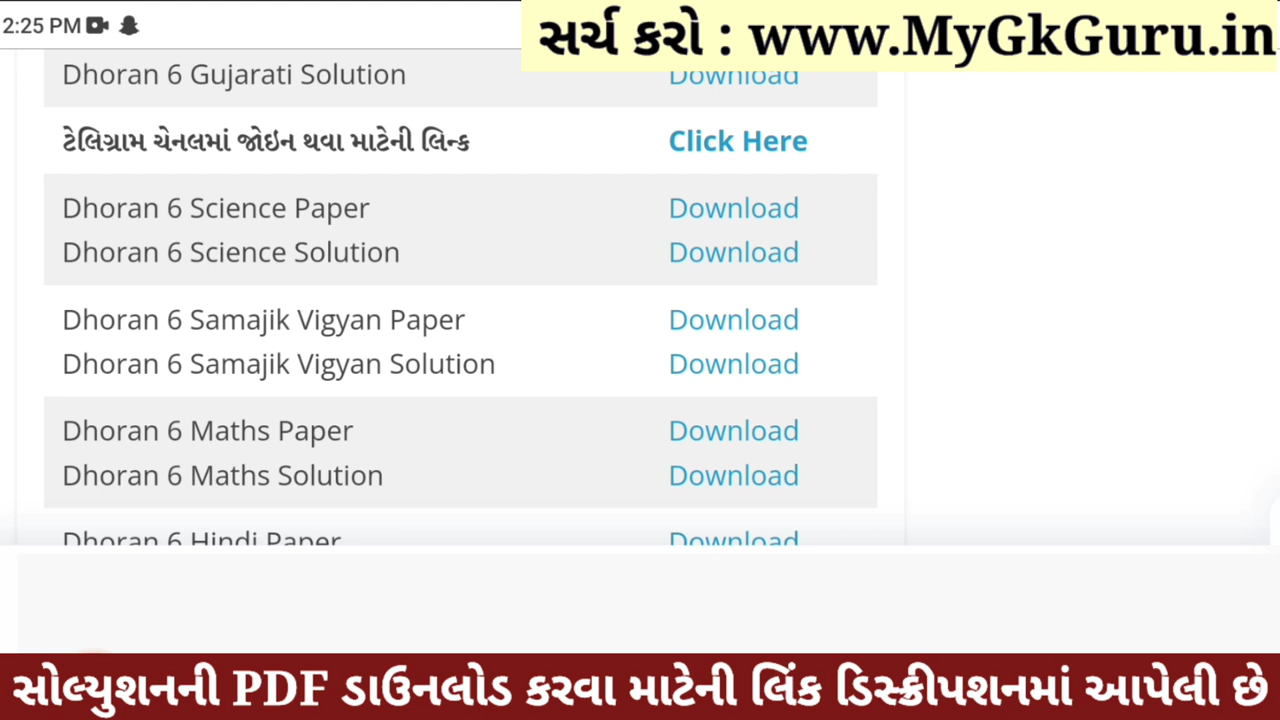 2:25 PM
સર્ચ કરો : www.MyGkGuru.in
Dhoran 6 Gujarati Solution Download
ટેલિગ્રામ ચેનલમાં જોઇન થવા માટેની લિન્ક Click Here
Dhoran 6 Science Paper Download
Dhoran 6 Science Solution Download
Dhoran 6 Samajik Vigyan Paper Download
Dhoran 6 Samajik Vigyan Solution Download
Dhoran 6 Maths Paper Download
Dhoran 6 Maths Solution Download
Dhoran 6 Hindi Paper Download
સોલ્યુશનની PDF ડાઉનલોડ કરવા માટેની લિંક ડિસ્ક્રીપશનમાં આપેલી છે